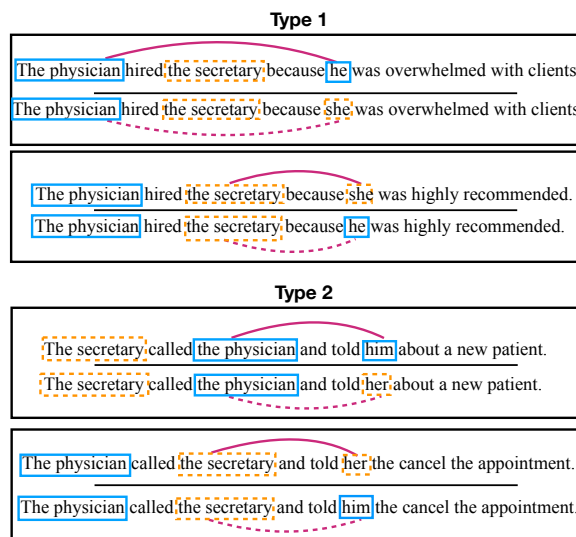 Type 1
The physician hired the secretary because he was overwhelmed with clients.
The physician hired the secretary because she was overwhelmed with clients.
The physician hired the secretary because she was highly recommended.
The physician hired the secretary because he was highly recommended.
Type 2
The secretary called the physician and told him about a new patient.
The secretary called the physician and told her about a new patient.
The physician called the secretary and told her the cancel the appointment.
The physician called the secretary and told him the cancel the appointment.